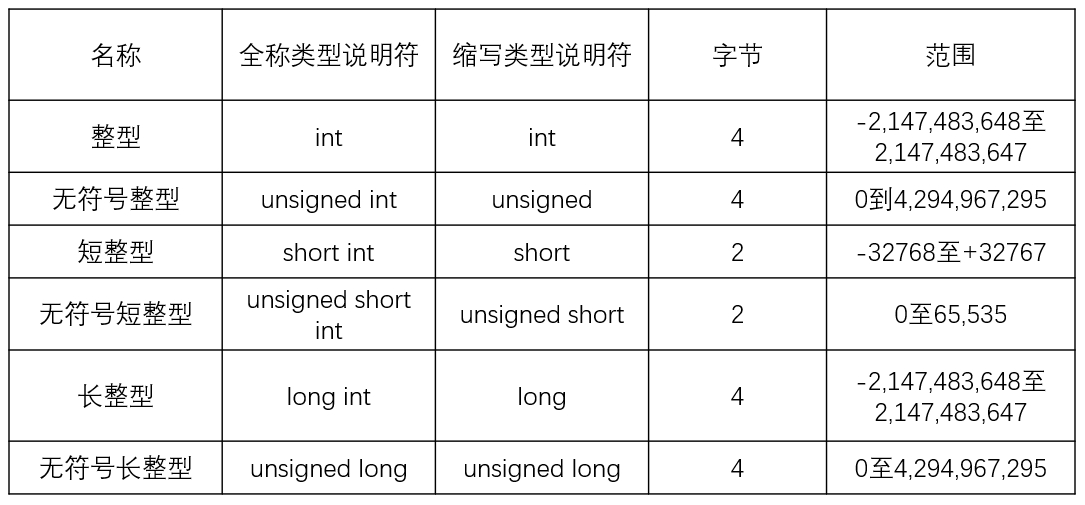 名称 全称类型说明符 缩写类型说明符 字节 范围
整型 int int 4 -2,147,483,648至
2,147,483,647
无符号整型 unsigned int unsigned 4 0到4,294,967,295
短整型 short int short 2 -32768至+32767
无符号短整型 unsigned short
int unsigned short 2 0至65,535
长整型 long int long 4 -2,147,483,648至
2,147,483,647
无符号长整型 unsigned long unsigned long 4 0至4,294,967,295